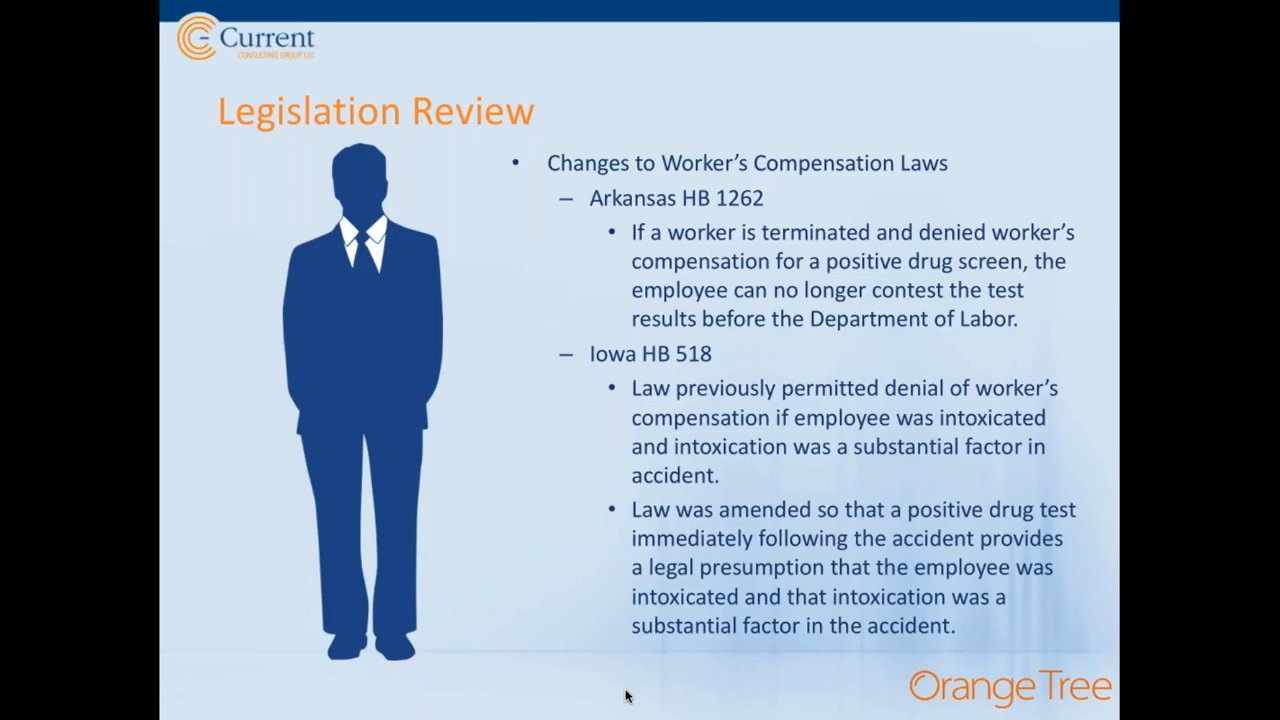 Current
CONSULTING GROUP, LLC
Legislation Review
• Changes to Worker's Compensation Laws
– Arkansas HB 1262
• If a worker is terminated and denied worker's
compensation for a positive drug screen, the
employee can no longer contest the test
results before the Department of Labor.
– Iowa HB 518
• Law previously permitted denial of worker's
compensation if employee was intoxicated
and intoxication was a substantial factor in
accident.
• Law was amended so that a positive drug test
immediately following the accident provides
a legal presumption that the employee was
intoxicated and that intoxication was a
substantial factor in the accident.
OrangeTree